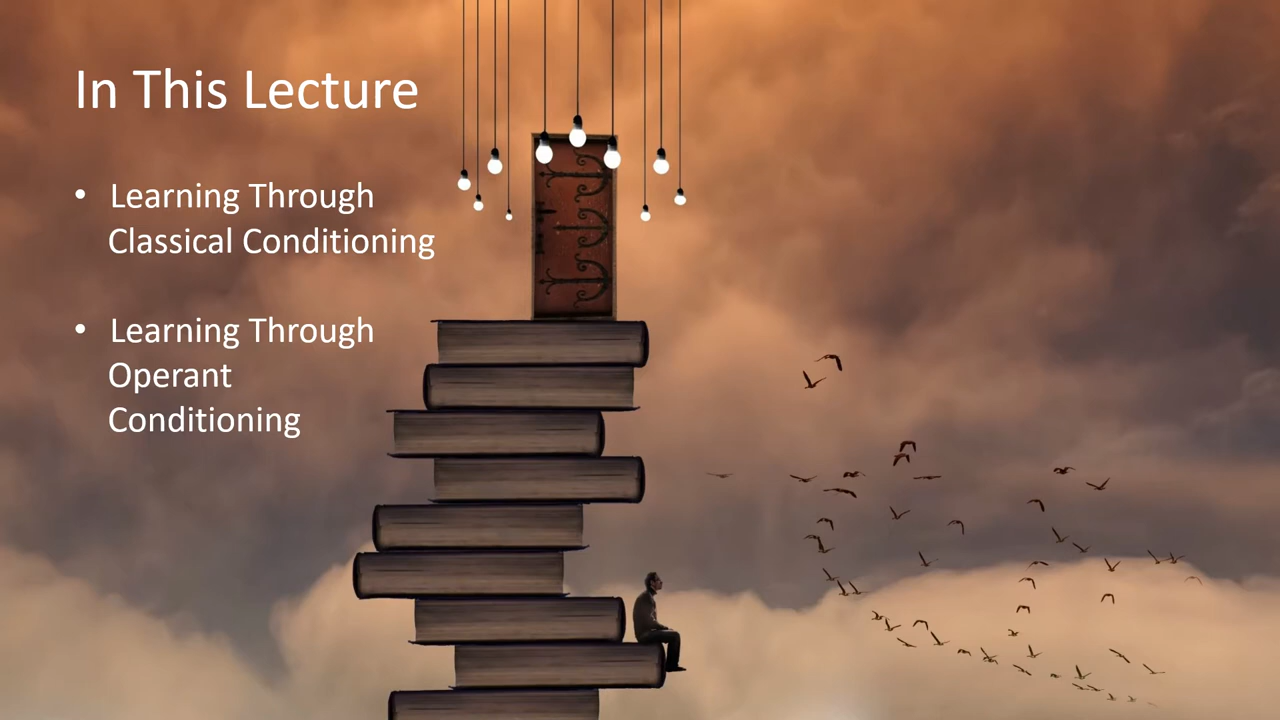 In This Lecture
• Learning Through
Classical Conditioning
• Learning Through
Operant
Conditioning